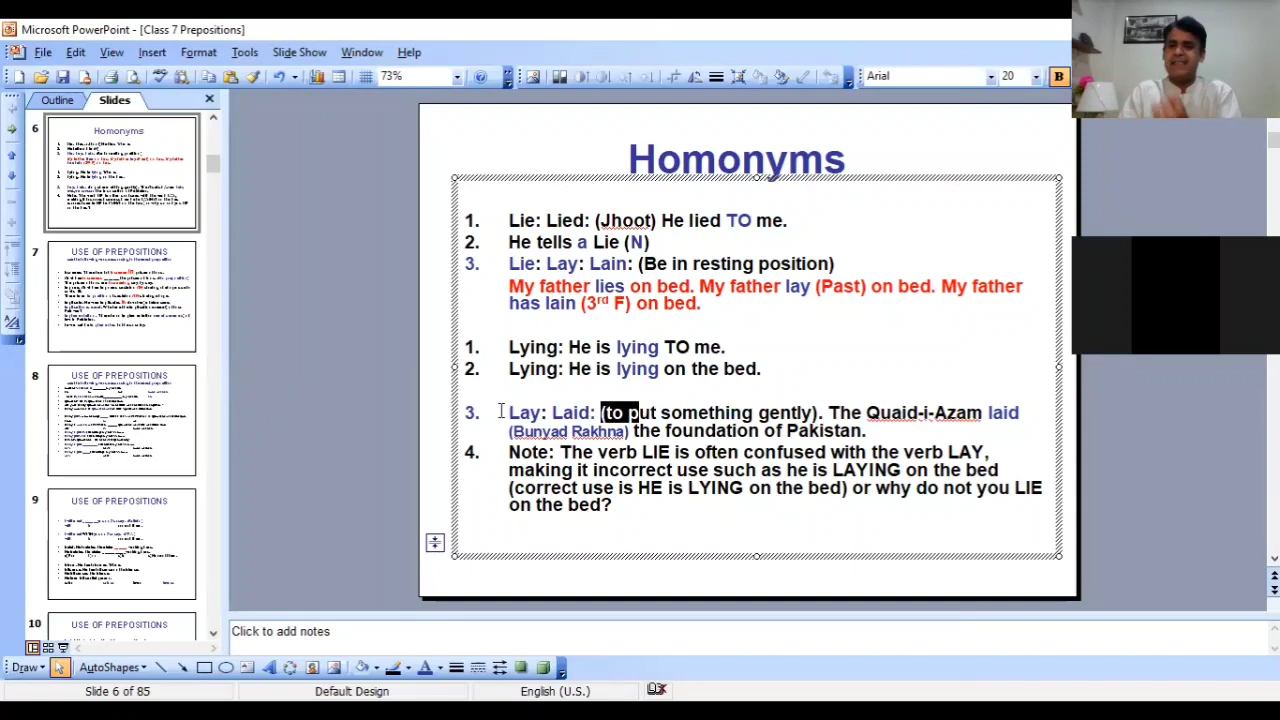 Microsoft PowerPoint - [Class 7 Prepositions]
File Edit View Insert Format Tools Slide Show Window Help
73% Arial 20 B
Outline Slides
6
Homonyms
7
USE OF PREPOSITIONS
8
USE OF PREPOSITIONS
9
USE OF PREPOSITIONS
10
USE OF PREPOSITIONS
Homonyms
1. Lie: Lied: (Jhoot) He lied TO me.
2. He tells a Lie (N)
3. Lie: Lay: Lain: (Be in resting position)
My father lies on bed. My father lay (Past) on bed. My father
has lain (3rd F) on bed.
1. Lying: He is lying TO me.
2. Lying: He is lying on the bed.
3. Lay: Laid: (to put something gently). The Quaid-i-Azam laid
(Bunyad Rakhna) the foundation of Pakistan.
4. Note: The verb LIE is often confused with the verb LAY,
making it incorrect use such as he is LAYING on the bed
(correct use is HE is LYING on the bed) or why do not you LIE
on the bed?
Click to add notes
Draw AutoShapes
Slide 6 of 85 Default Design English (U.S.)